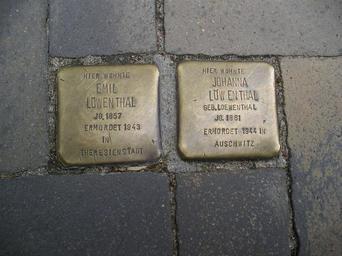 HIER WOHNTE
EMIL
LÖWENTHAL
JG. 1857
ERMORDET 1943
IN
THERESIENSTADT
HIER WOHNTE
JOHANNA
LÖWENTHAL
GEB. LOEWENTHAL
JG. 1861
ERMORDET 1944 IN
AUSCHWITZ